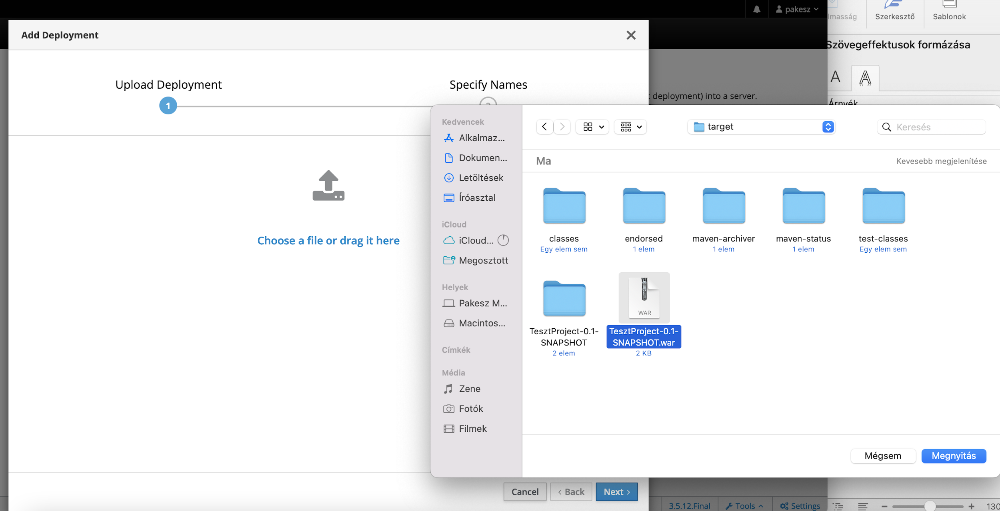 pakesz
Szerkesztő
Sablonok
Add Deployment
Szövegeffektusok formázása
Upload Deployment
Specify Names
A
A
1
t deployment) into a server.
Árnyék
Choose a file or drag it here
Kedvencek
Alkalmaz...
Dokumen...
Letöltések
Íróasztal
iCloud
iCloud...
Megosztott
Helyek
Pakesz M...
Macintos...
Címkék
Média
Zene
Fotók
Filmek
target
Keresés
Ma
Kevesebb megjelenítése
classes
Egy elem sem
endorsed
1 elem
maven-archiver
1 elem
maven-status
1 elem
test-classes
Egy elem sem
TesztProject-0.1-
SNAPSHOT
2 elem
WAR
TesztProject-0.1-
SNAPSHOT.war
2 KB
Mégsem
Megnyitás
Cancel
‹ Back
Next ›
3.5.12.Final
Tools
Settings
130